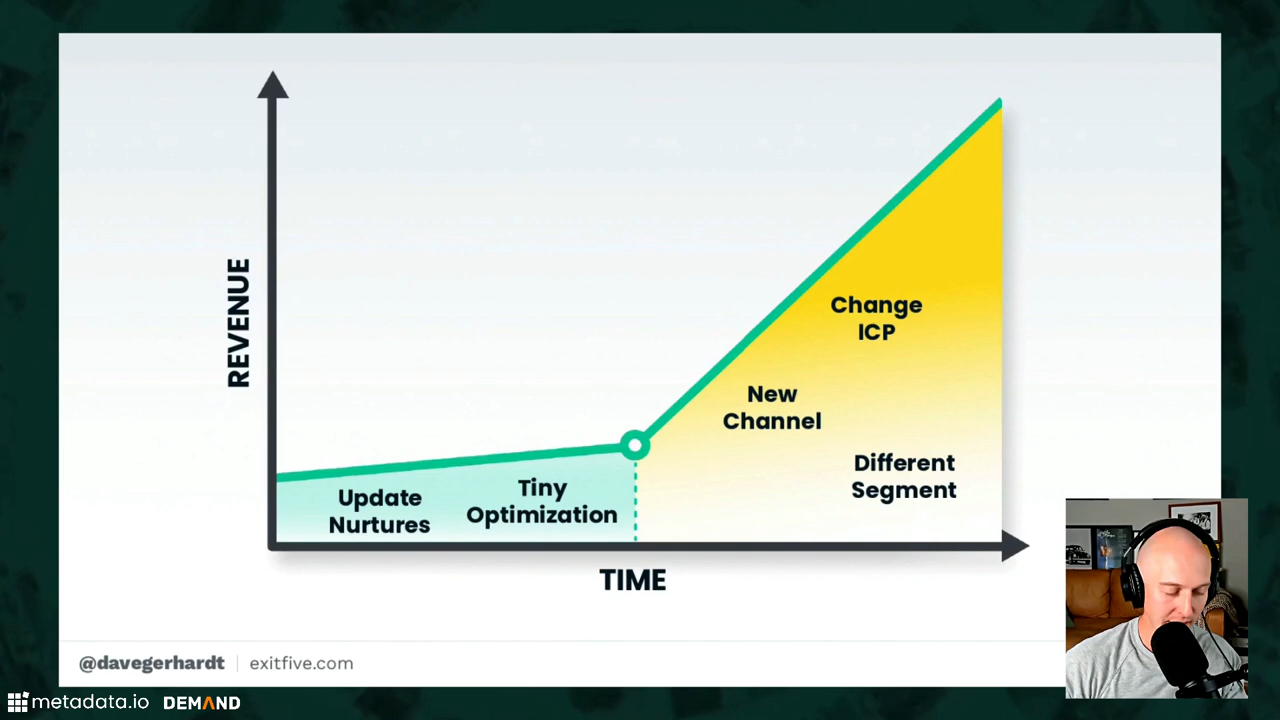 REVENUE
Change
ICP
New
Channel
Different
Segment
Update
Nurtures
Tiny
Optimization
TIME
@davegerhardt
exitfive.com
metadata.io
DEMAND